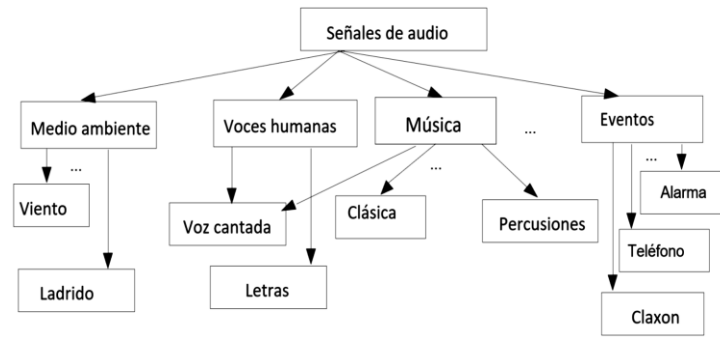 Señales de audio
Medio ambiente
Voces humanas
Música
...
Eventos
...
...
...
Viento
Voz cantada
Clásica
Percusiones
Alarma
Teléfono
Ladrido
Letras
Claxon